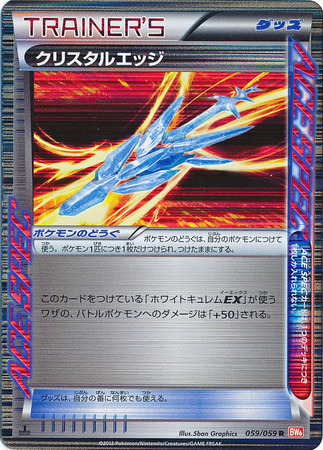 TRAINER'S
グッズ
クリスタルエッジ
ACE SPEC
ACE SPEC
ポケモンのどうぐ
ポケモンのどうぐは、自分のポケモンにつけて
使う。ポケモン1匹につき1枚だけつけられ、つけたままにする。
このカードをつけている「ホワイトキュレムEX」が使う
ワザの、バトルポケモンへのダメージは「+50」される。
グッズは、自分の番に何枚でも使える。
Illus. 5ban Graphics
BW6
059/059 R
©2012 Pokémon/Nintendo/Creatures/GAME FREAK.